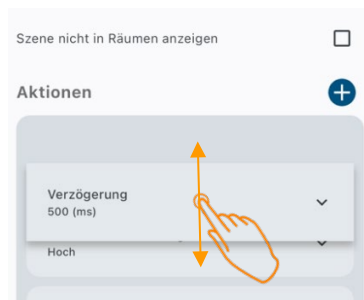 Szene nicht in Räumen anzeigen
Aktionen
Verzögerung
500 (ms)
Hoch